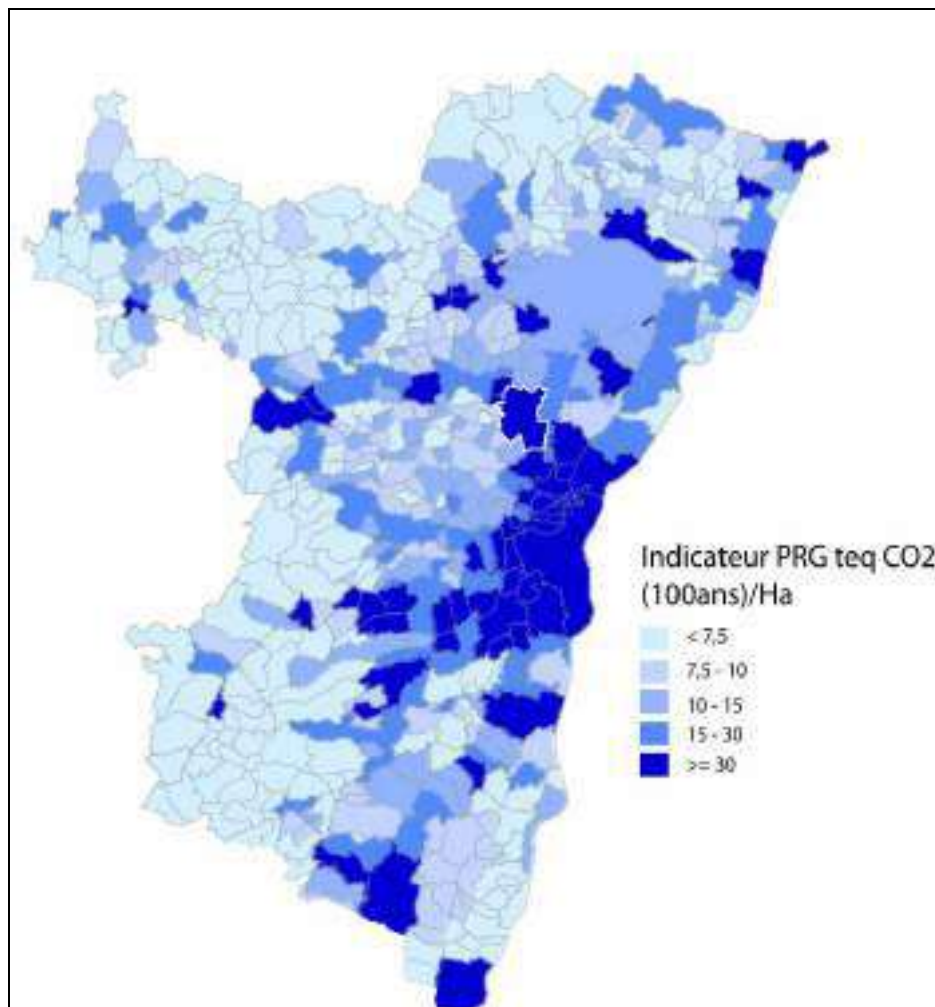 Indicateur PRG teq CO2
(100ans)/Ha
< 7,5
7,5 - 10
10 - 15
15 - 30
>= 30